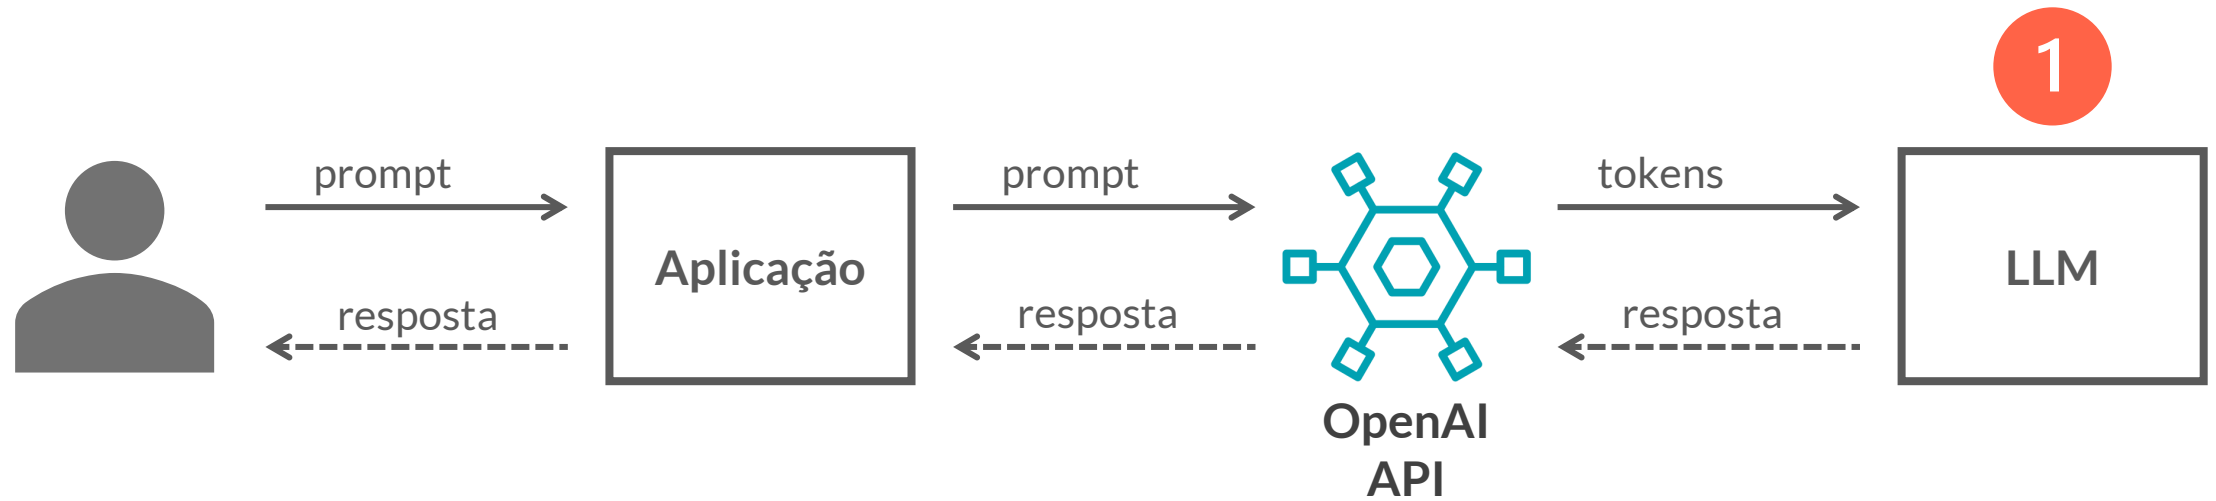 1
prompt
prompt
tokens
Aplicação
LLM
resposta
resposta
resposta
OpenAI
API